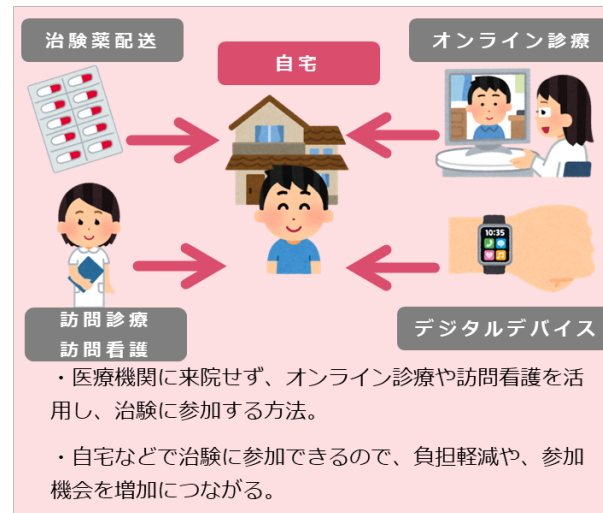 治験薬配送
自宅
オンライン診療
10:35
訪問診療
訪問看護
デジタルデバイス
・医療機関に来院せず、オンライン診療や訪問看護を活
用し、治験に参加する方法。
・自宅などで治験に参加できるので、負担軽減や、参加
機会を増加につながる。